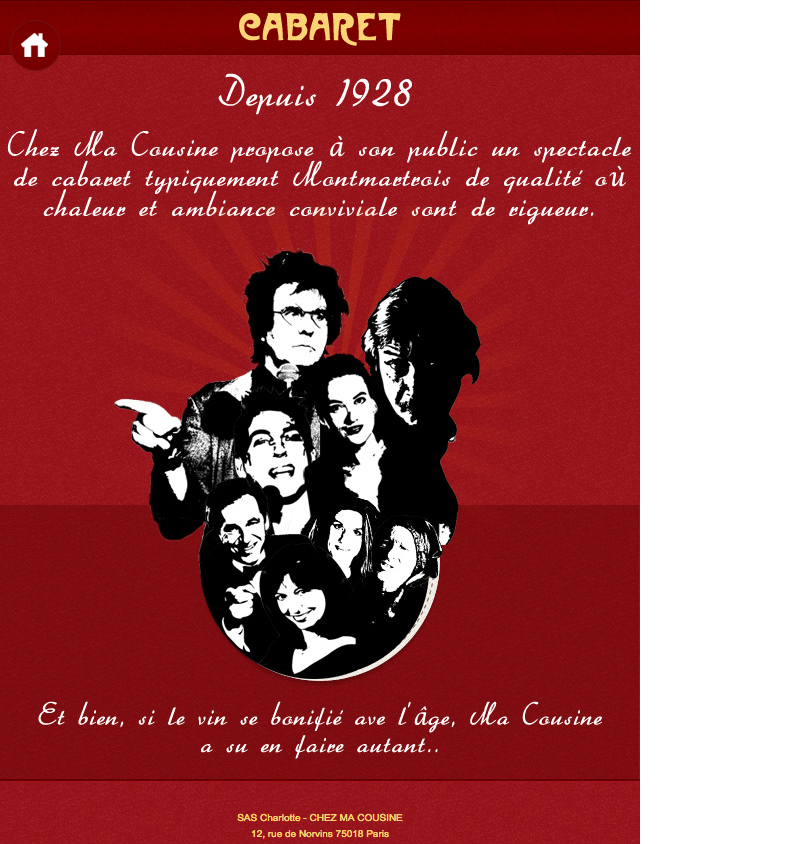 CABARET
Depuis 1928
Chez Ma Cousine propose à son public un spectacle
de cabaret typiquement Montmartrois de qualité où
chaleur et ambiance conviviale sont de rigueur.
Et bien, si le vin se bonifié ave l'âge, Ma Cousine
a su en faire autant..
SAS Charlotte - CHEZ MA COUSINE
12, rue de Norvins 75018 Paris